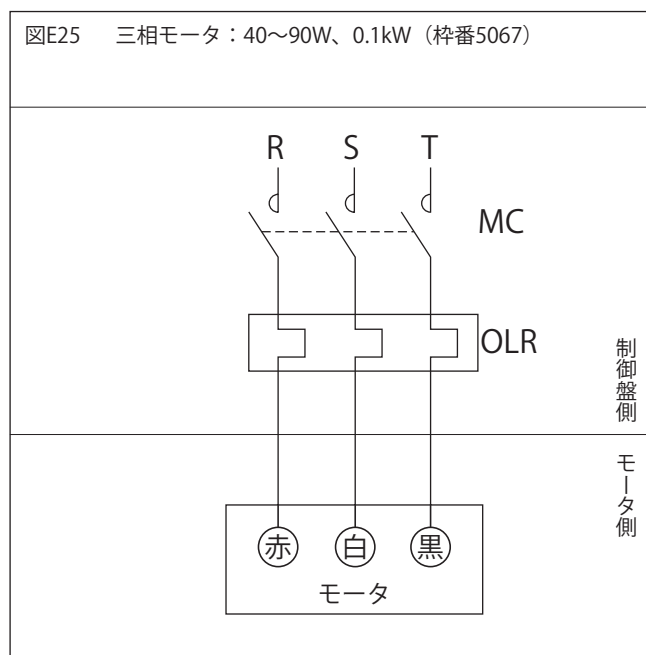 図E25 三相モータ：40～90W、0.1kW（枠番5067）
R S T
MC
OLR
制御盤側
モータ側
赤 白 黒
モータ